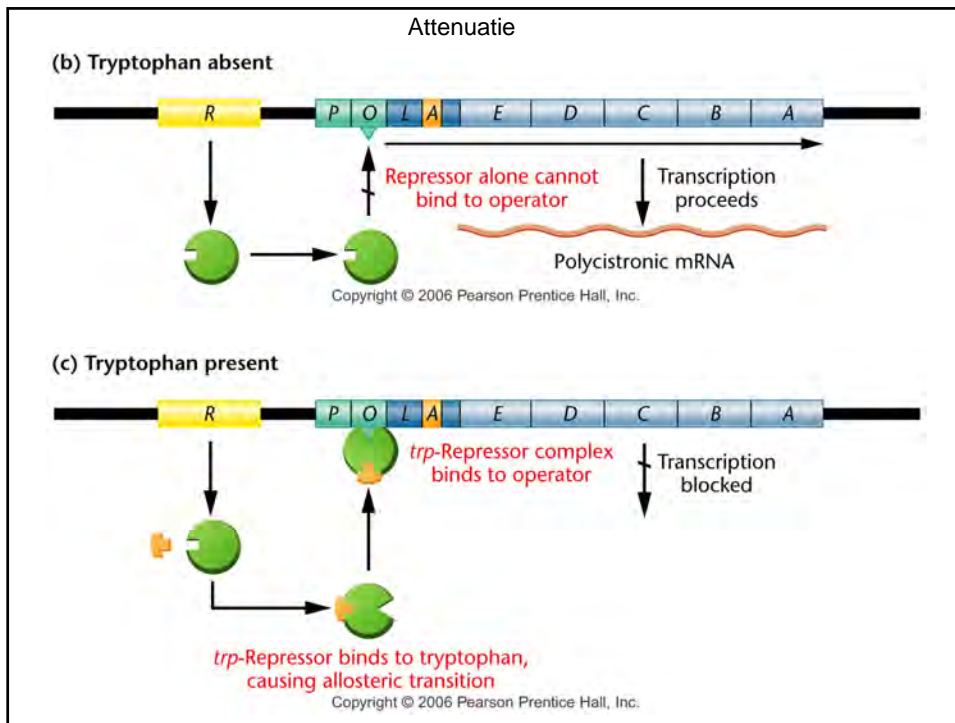 Attenuatie
(b) Tryptophan absent
R
P O L A E D C B A
Repressor alone cannot
bind to operator
Transcription
proceeds
Polycistronic mRNA
Copyright © 2006 Pearson Prentice Hall, Inc.
(c) Tryptophan present
R
P O L A E D C B A
trp-Repressor complex
binds to operator
Transcription
blocked
trp-Repressor binds to tryptophan,
causing allosteric transition
Copyright © 2006 Pearson Prentice Hall, Inc.